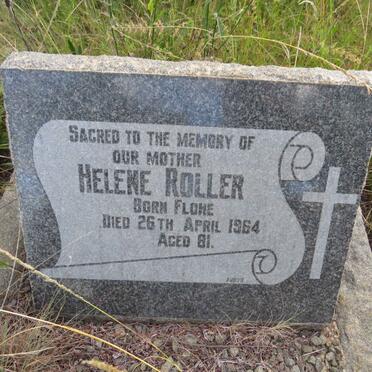 SACRED TO THE MEMORY OF
OUR MOTHER
HELENE ROLLER
BORN FLOHE
DIED 26TH APRIL 1964
AGED 81.